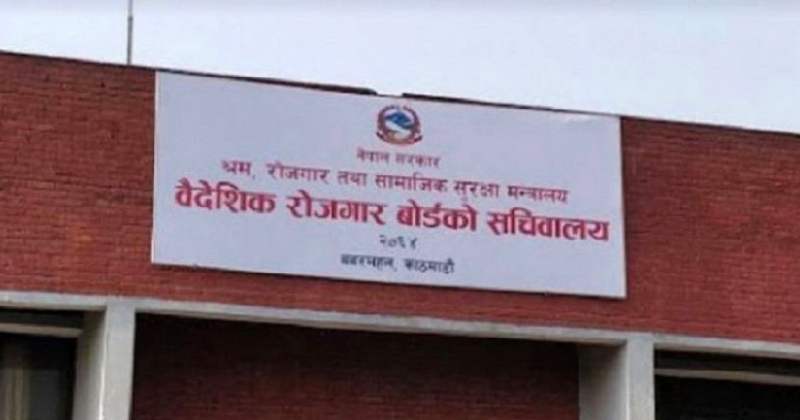 नेपाल सरकार
श्रम, रोजगार तथा सामाजिक सुरक्षा मन्त्रालय
वैदेशिक रोजगार बोर्डको सचिवालय
२०६४
बबरमहल, काठमाडौं